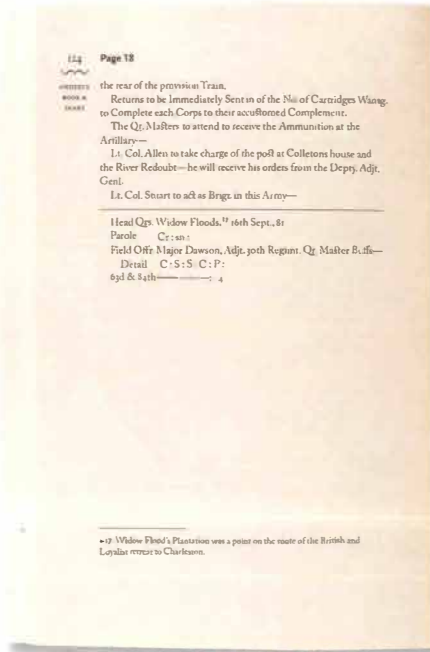 124 Page 18
ORDERLY
BOOK &
DIARY
the rear of the provision Train.
Returns to be Immediately Sent in of the No: of Cartridges Wantg.
to Complete each Corps to their accustomed Complement.
The Qr. Masters to attend to receive the Ammunition at the
Artillary—
Lt. Col. Allen to take charge of the post at Colletons house and
the River Redoubt—he will receive his orders from the Depty. Adjt.
Genl.
Lt. Col. Stuart to act as Brigr. in this Army—
Head Qrs. Widow Floods,17 16th Sept., 81
Parole
Field Offr. Major Dawson, Adjt. 30th Regimt. Qr. Master Buffs—
Detail C:S:S:C:P:
63d & 84th—: 4
17. Widow Flood's Plantation was a point on the route of the British and
Loyalist retreat to Charleston.